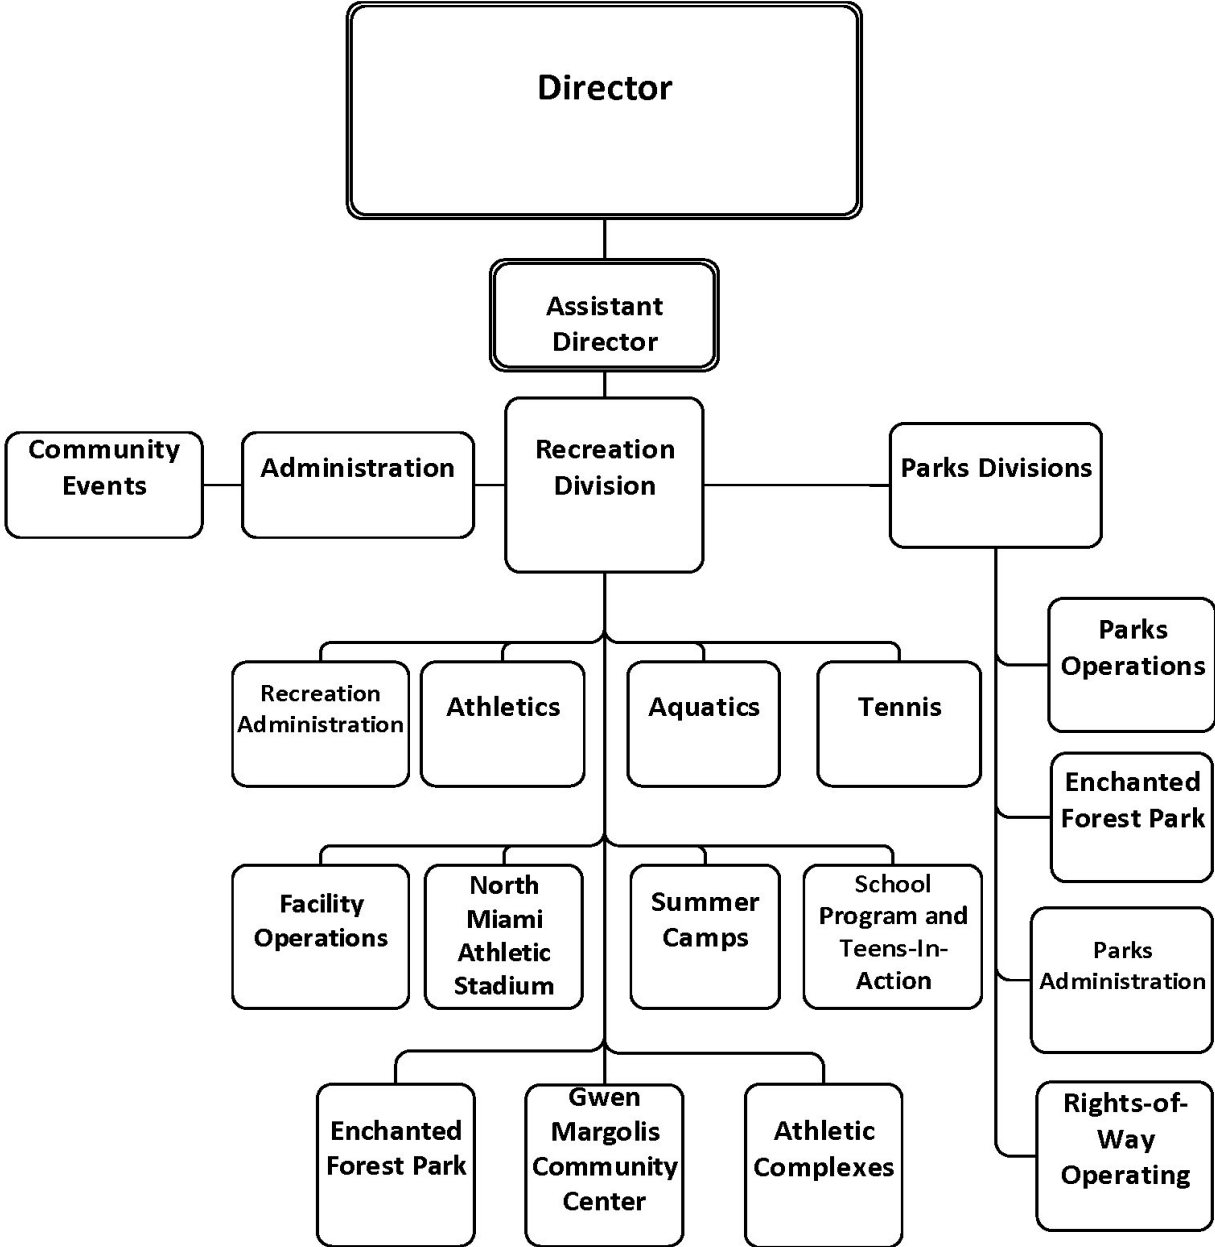 Director
Assistant
Director
Community
Events
Administration
Recreation
Division
Parks Divisions
Parks
Operations
Recreation
Administration
Athletics
Aquatics
Tennis
Enchanted
Forest Park
Facility
Operations
North
Miami
Athletic
Stadium
Summer
Camps
School
Program and
Teens-In-
Action
Parks
Administration
Enchanted
Forest Park
Gwen
Margolis
Community
Center
Athletic
Complexes
Rights-of-
Way
Operating